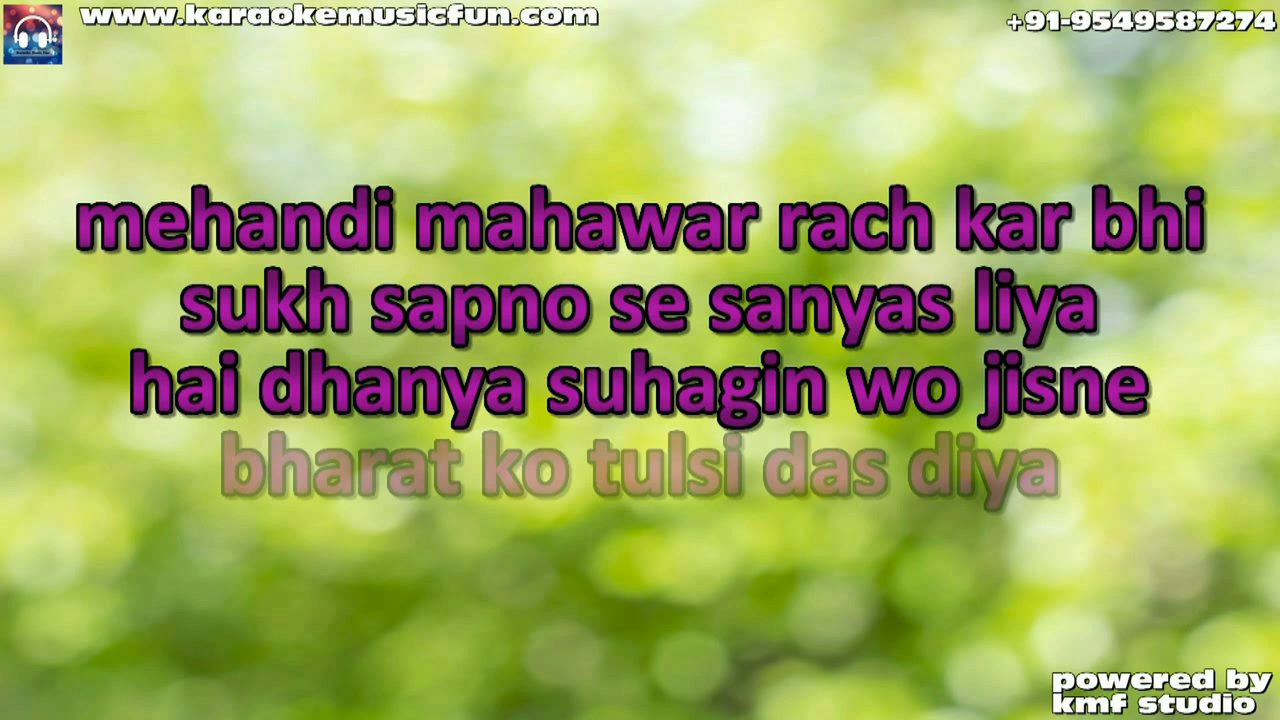 www.karaokemusicfun.com
+91-9549587274
mehandi mahawar rach kar bhi
sukh sapno se sanyas liya
hai dhanya suhagin wo jisne
bharat ko tulsi das diya
powered by
kmf studio